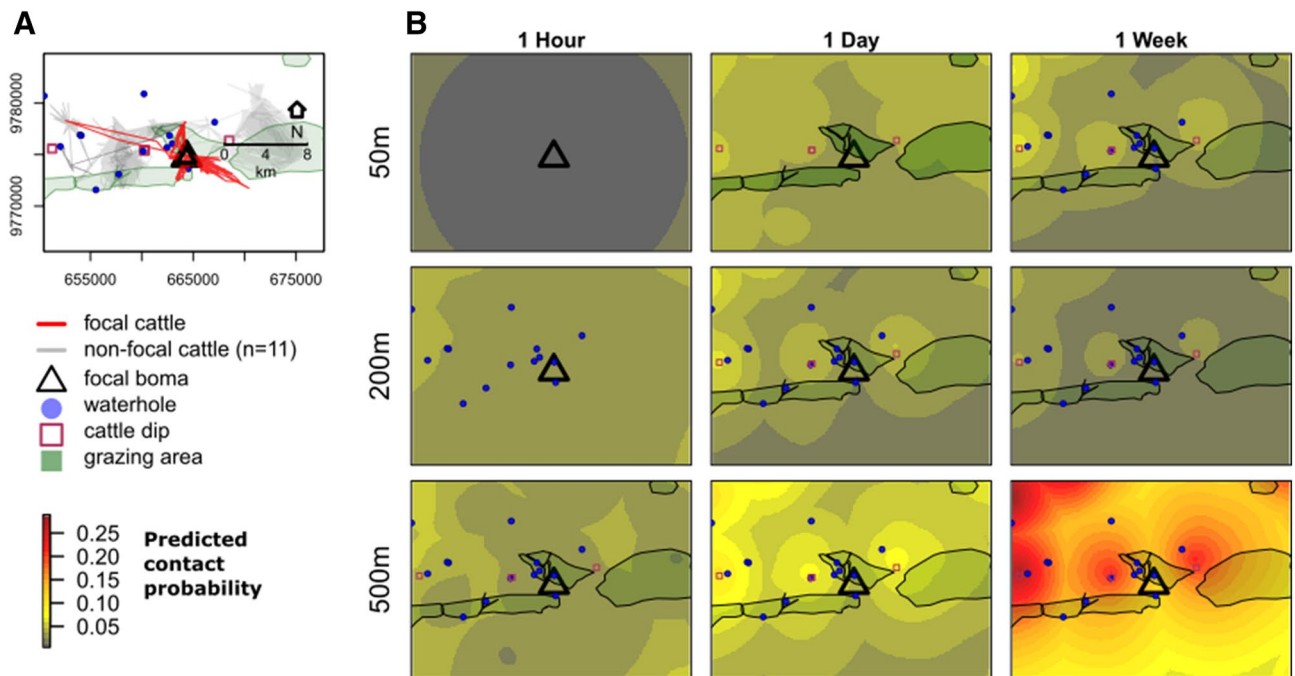 A
B
1 Hour
1 Day
1 Week
9780000
9770000
N
0 4 8
km
655000
665000
675000
50m
200m
500m
focal cattle
non-focal cattle (n=11)
focal boma
waterhole
cattle dip
grazing area
0.25
0.20
0.15
0.10
0.05
Predicted
contact
probability